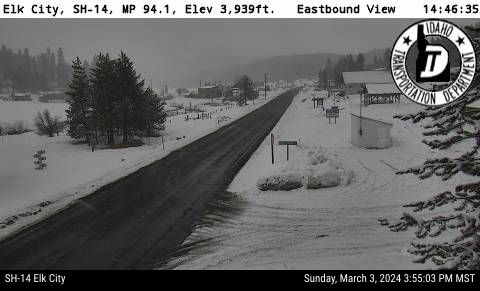 Elk City, SH-14, MP 94.1, Elev 3,939ft. Eastbound View 14:46:35
IDAHO
TRANSPORTATION DEPARTMENT
SH-14 Elk City Sunday, March 3, 2024 3:55:03 PM MST